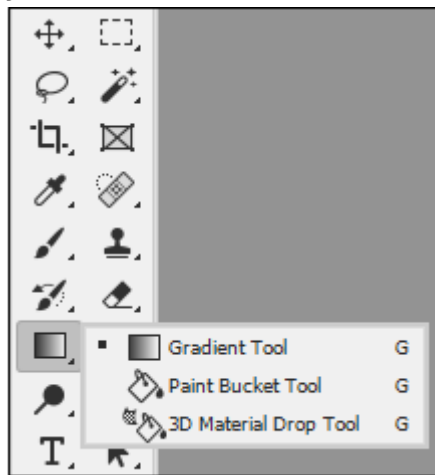 Gradient Tool G
Paint Bucket Tool G
3D Material Drop Tool G
T